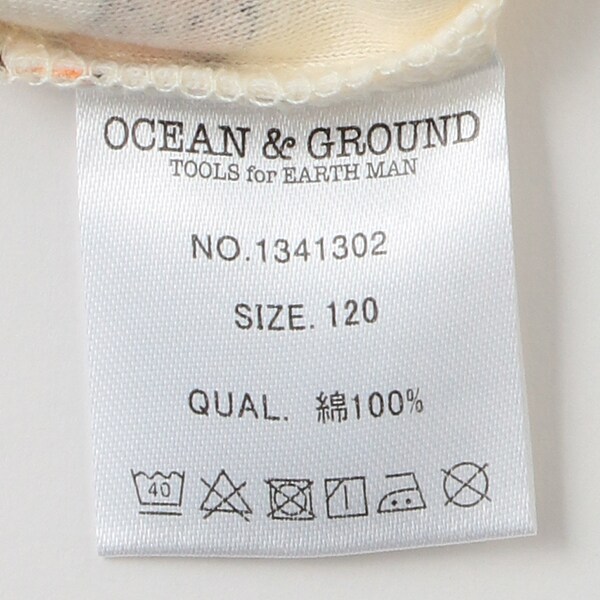 OCEAN & GROUND
TOOLS for EARTH MAN
NO.1341302
SIZE. 120
QUAL. 綿100%
40